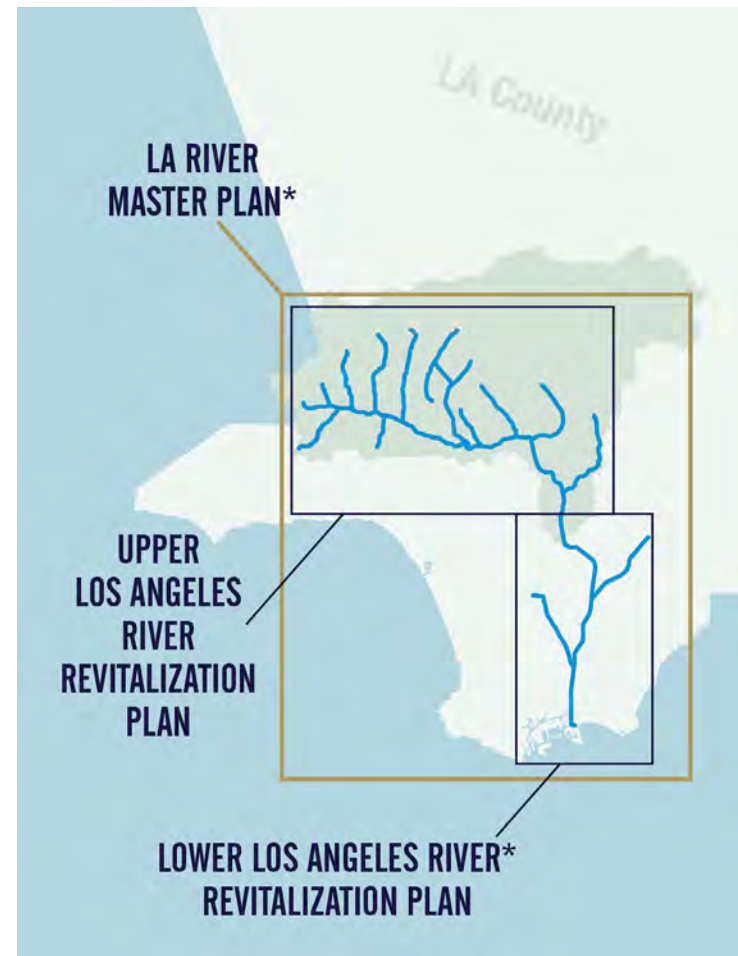 LA County
LA RIVER
MASTER PLAN*
UPPER
LOS ANGELES
RIVER
REVITALIZATION
PLAN
LOWER LOS ANGELES RIVER*
REVITALIZATION PLAN